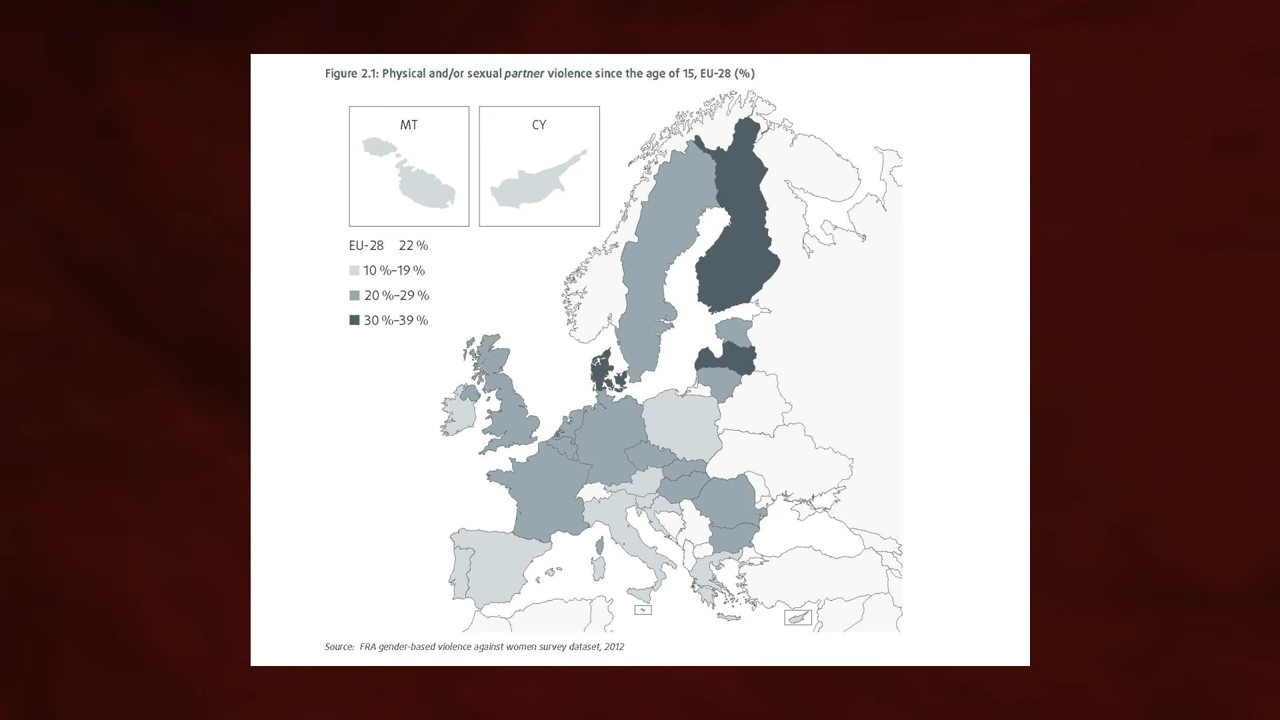 Figure 2.1: Physical and/or sexual partner violence since the age of 15, EU-28 (%)
MT
CY
EU-28 22 %
10 %–19 %
20 %–29 %
30 %–39 %
Source: FRA gender-based violence against women survey dataset, 2012